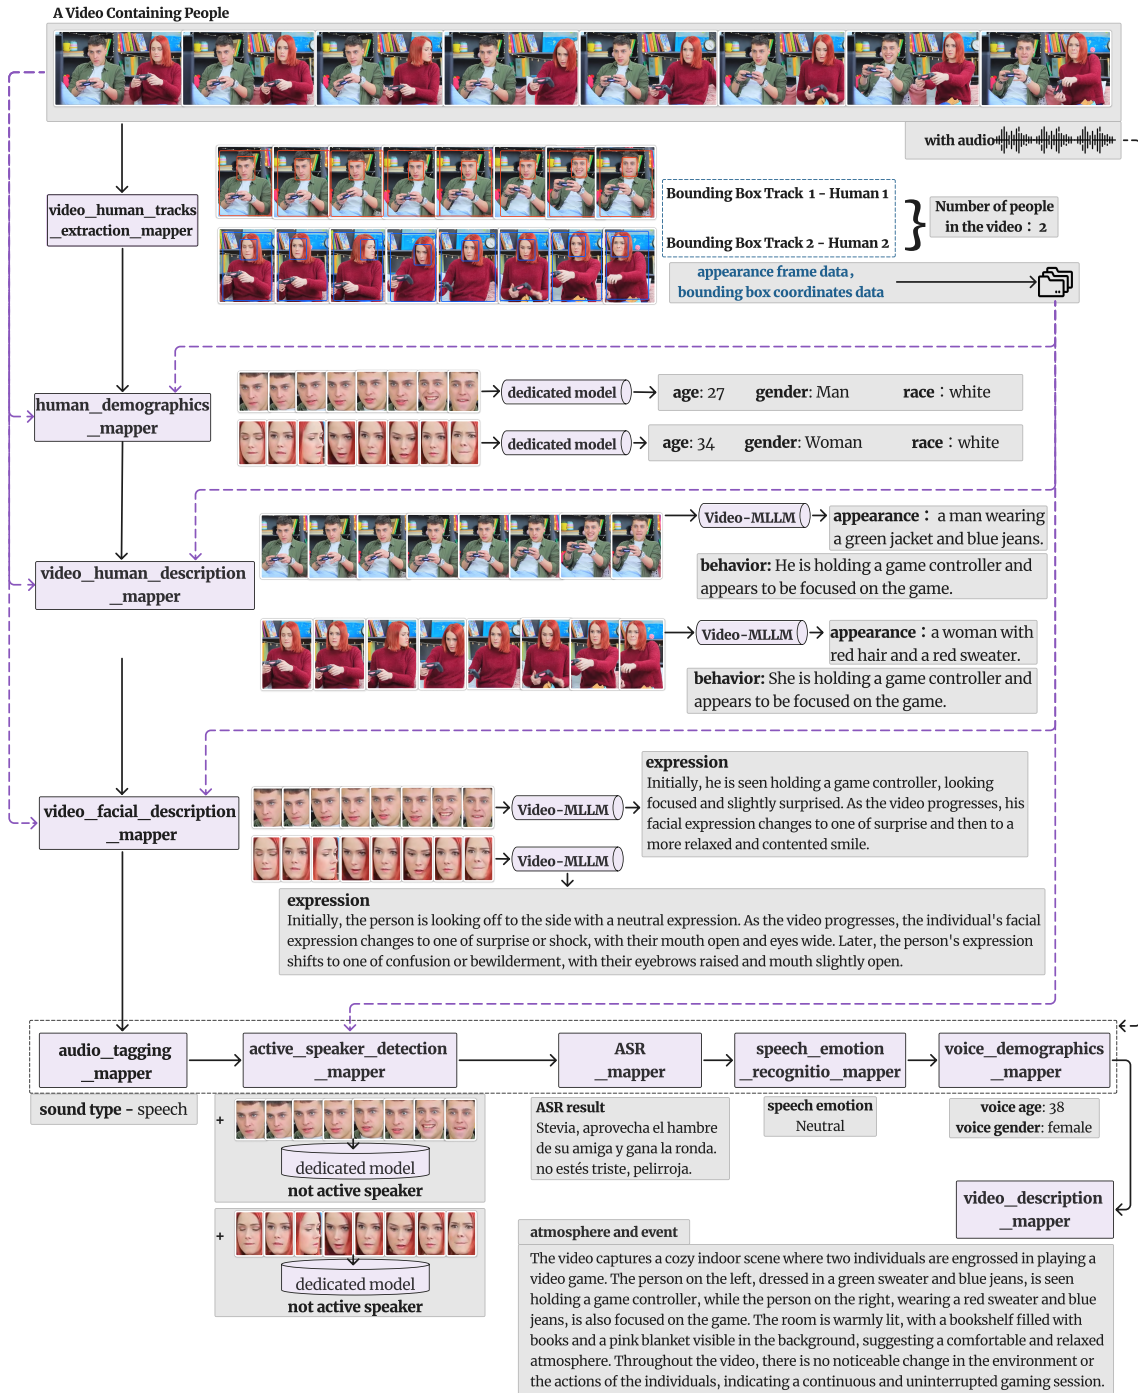 A Video Containing People
with audio
video_human_tracks
_extraction_mapper
Bounding Box Track 1 - Human 1
Bounding Box Track 2 - Human 2
Number of people
in the video：2
appearance frame data,
bounding box coordinates data
human_demographics
_mapper
dedicated model
age: 27 gender: Man race：white
dedicated model
age: 34 gender: Woman race：white
video_human_description
_mapper
Video-MLLM
appearance： a man wearing
a green jacket and blue jeans.
behavior: He is holding a game controller and
appears to be focused on the game.
Video-MLLM
appearance：a woman with
red hair and a red sweater.
behavior: She is holding a game controller and
appears to be focused on the game.
video_facial_description
_mapper
Video-MLLM
expression
Initially, he is seen holding a game controller, looking
focused and slightly surprised. As the video progresses, his
facial expression changes to one of surprise and then to a
more relaxed and contented smile.
Video-MLLM
expression
Initially, the person is looking off to the side with a neutral expression. As the video progresses, the individual's facial
expression changes to one of surprise or shock, with their mouth open and eyes wide. Later, the person's expression
shifts to one of confusion or bewilderment, with their eyebrows raised and mouth slightly open.
audio_tagging
_mapper
active_speaker_detection
_mapper
ASR
_mapper
speech_emotion
_recognitio_mapper
voice_demographics
_mapper
sound type - speech
+
dedicated model
not active speaker
+
dedicated model
not active speaker
ASR result
Stevia, aprovecha el hambre
de su amiga y gana la ronda.
no estés triste, pelirroja.
speech emotion
Neutral
voice age: 38
voice gender: female
video_description
_mapper
atmosphere and event
The video captures a cozy indoor scene where two individuals are engrossed in playing a
video game. The person on the left, dressed in a green sweater and blue jeans, is seen
holding a game controller, while the person on the right, wearing a red sweater and blue
jeans, is also focused on the game. The room is warmly lit, with a bookshelf filled with
books and a pink blanket visible in the background, suggesting a comfortable and relaxed
atmosphere. Throughout the video, there is no noticeable change in the environment or
the actions of the individuals, indicating a continuous and uninterrupted gaming session.